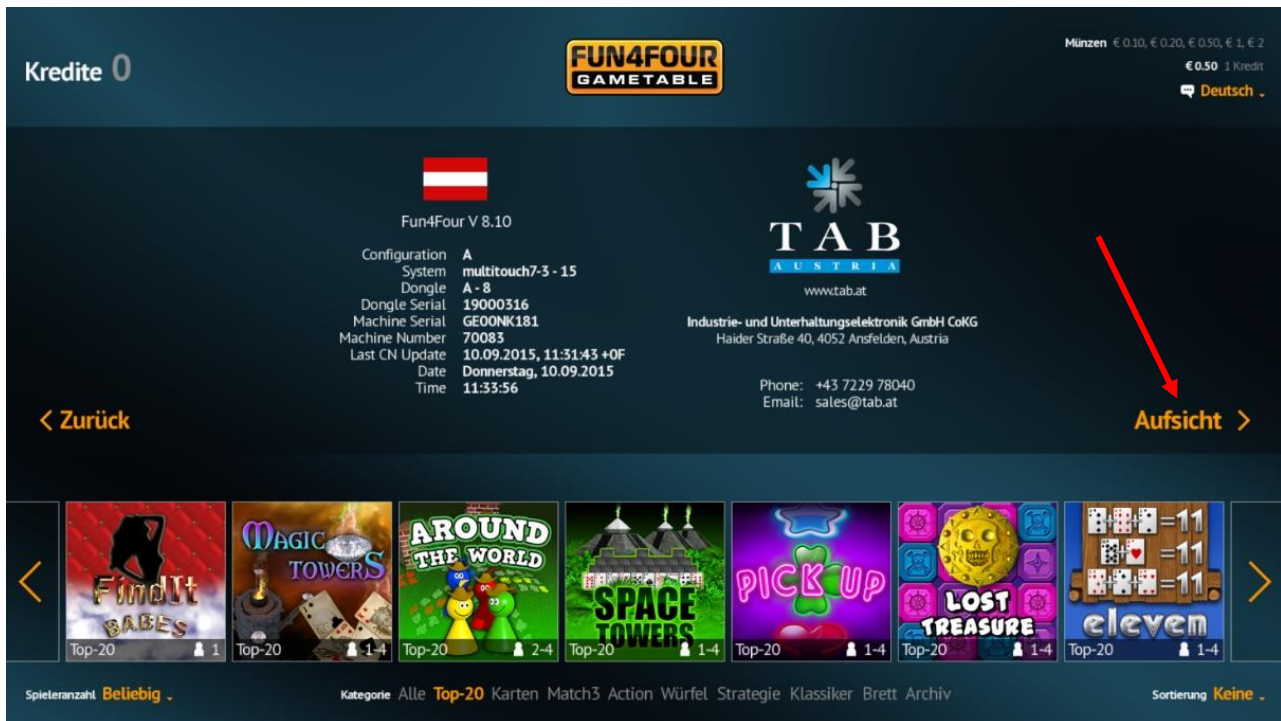 Kredite 0
FUN4FOUR
GAMETABLE
Münzen € 0.10, € 0.20, € 0.50, € 1, € 2
€ 0.50 1 Kredit
Deutsch
Fun4Four V 8.10
Configuration A
System multitouch7-3 - 15
Dongle A - 8
Dongle Serial 19000316
Machine Serial GE00NK181
Machine Number 70083
Last CN Update 10.09.2015, 11:31:43 +0F
Date Donnerstag, 10.09.2015
Time 11:33:56
TAB
AUSTRIA
www.tab.at
Industrie- und Unterhaltungselektronik GmbH CoKG
Haider Straße 40, 4052 Ansfelden, Austria
Phone: +43 7229 78040
Email: sales@tab.at
< Zurück
Aufsicht >
FindIt
BABES
Top-20 1
MAGIC
TOWERS
Top-20 1-4
AROUND
THE WORLD
Top-20 2-4
SPACE
TOWERS
Top-20 1-4
PICK UP
Top-20 1-4
LOST
TREASURE
Top-20 1-4
=11
=11
=11
eleven
Top-20 1-4
Spieleranzahl Beliebig
Kategorie Alle Top-20 Karten Match3 Action Würfel Strategie Klassiker Brett Archiv
Sortierung Keine